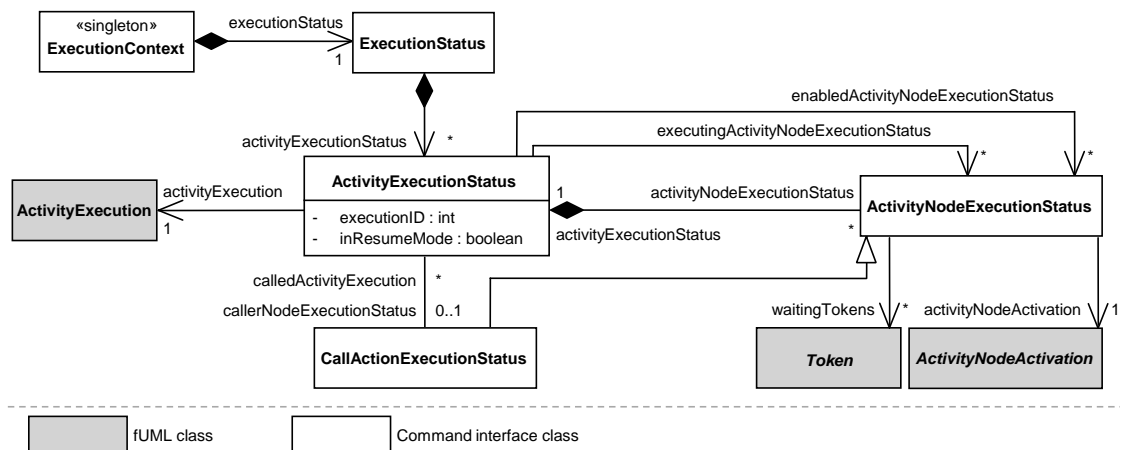 «singleton»
ExecutionContext
executionStatus
1
ExecutionStatus
activityExecutionStatus
*
enabledActivityNodeExecutionStatus
*
executingActivityNodeExecutionStatus
*
ActivityExecution
activityExecution
1
ActivityExecutionStatus
- executionID : int
- inResumeMode : boolean
1
activityExecutionStatus
activityNodeExecutionStatus
*
ActivityNodeExecutionStatus
calledActivityExecution
*
callerNodeExecutionStatus
0..1
CallActionExecutionStatus
waitingTokens
*
activityNodeActivation
1
Token
ActivityNodeActivation
fUML class
Command interface class